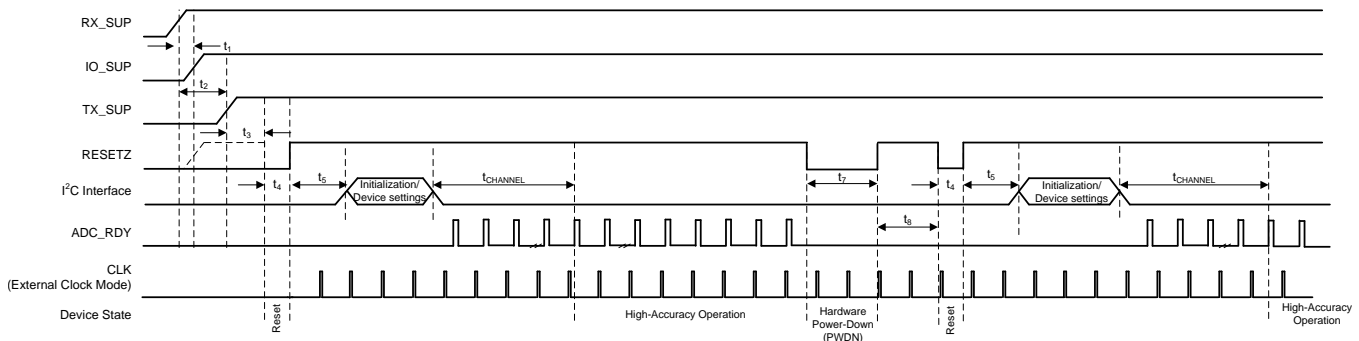 RX_SUP
t1
IO_SUP
t2
TX_SUP
t3
RESETZ
t4
t5
tCHANNEL
t7
t4
t5
tCHANNEL
I2C Interface
Initialization/
Device settings
Initialization/
Device settings
t8
ADC_RDY
CLK
(External Clock Mode)
Device State
Reset
High-Accuracy Operation
Hardware
Power-Down
(PWDN)
Reset
High-Accuracy
Operation